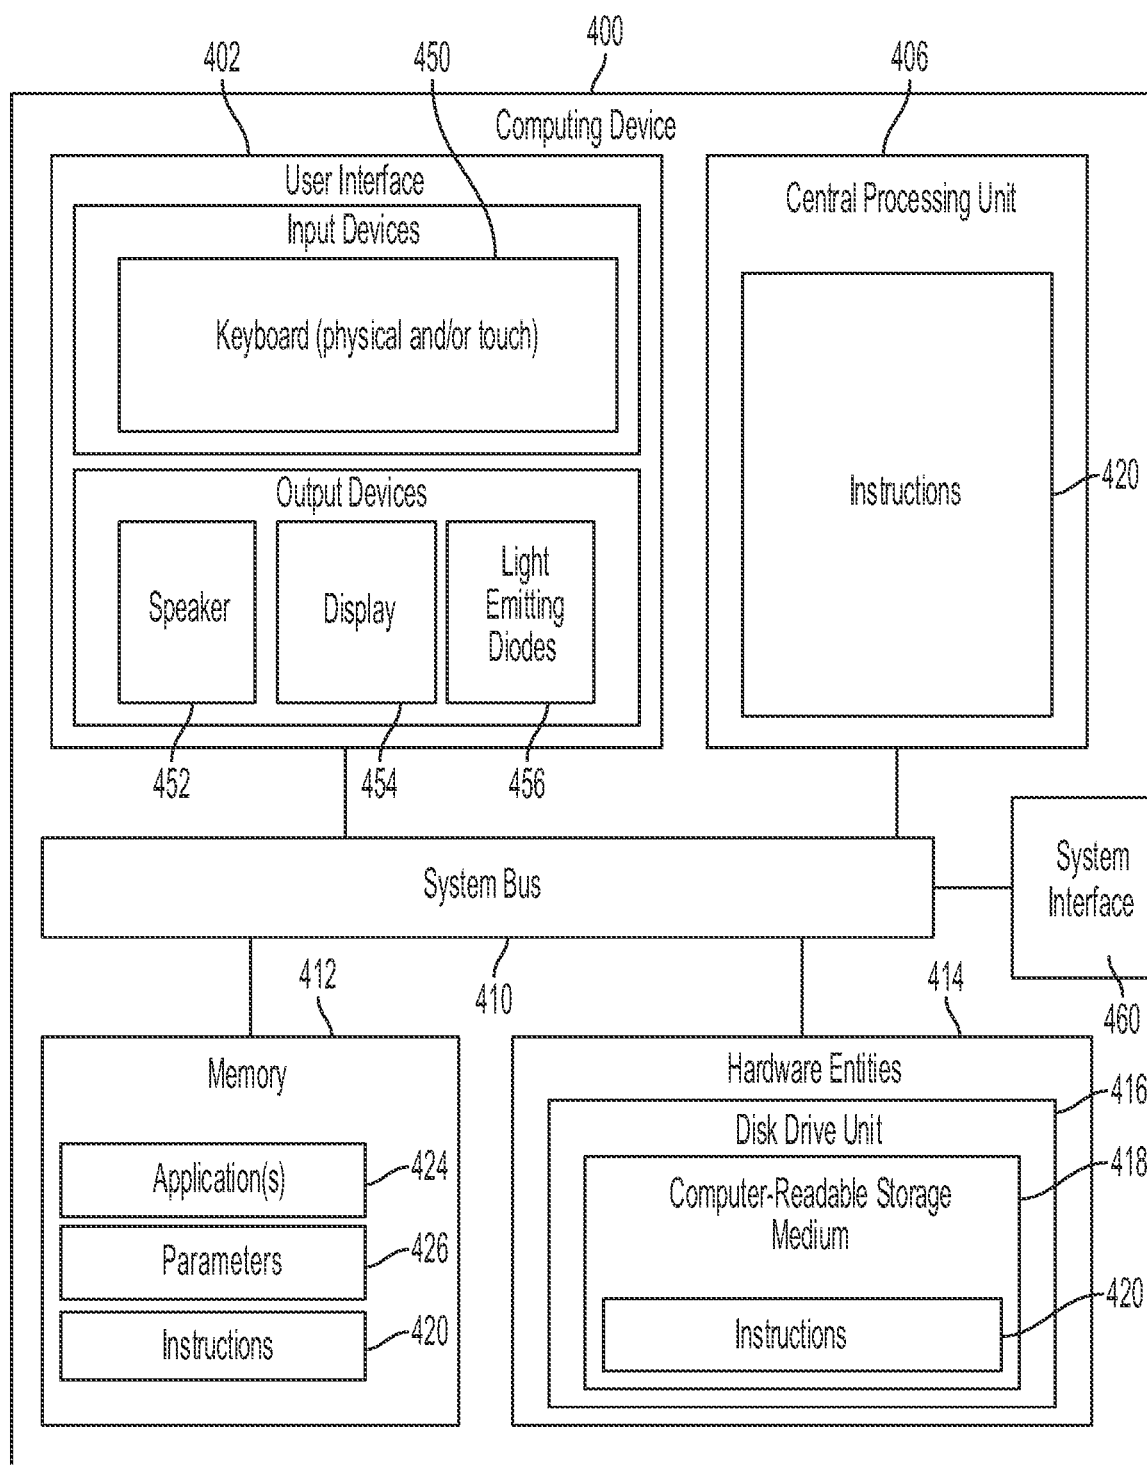 400
402
450
406
Computing Device
User Interface
Input Devices
Keyboard (physical and/or touch)
Central Processing Unit
Instructions
420
Output Devices
Speaker
Display
Light
Emitting
Diodes
452
454
456
System Bus
System
Interface
410
460
412
414
Memory
Application(s)
424
Parameters
426
Instructions
420
Hardware Entities
416
Disk Drive Unit
418
Computer-Readable Storage
Medium
Instructions
420